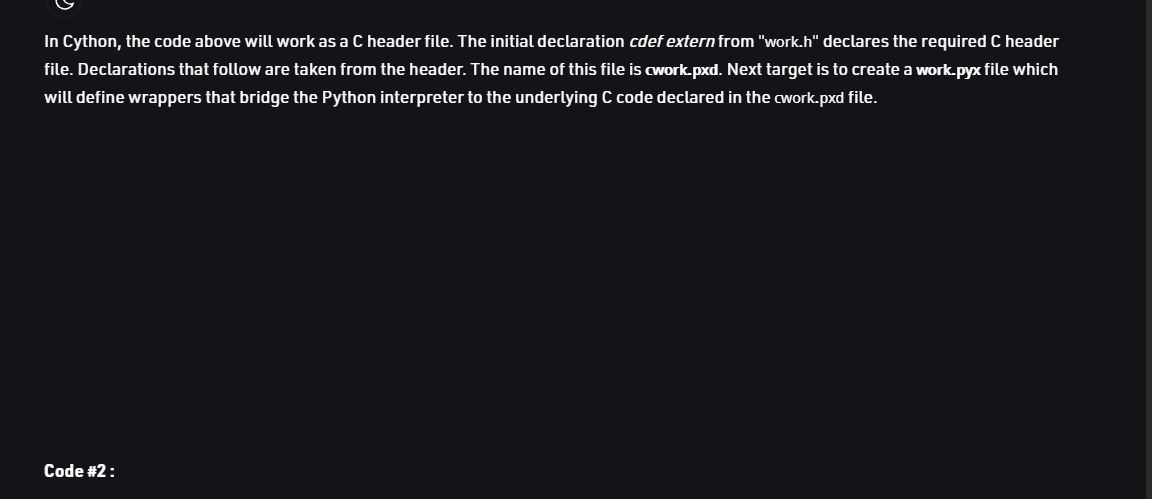 In Cython, the code above will work as a C header file. The initial declaration cdef extern from "work.h" declares the required C header
file. Declarations that follow are taken from the header. The name of this file is cwork.pxd. Next target is to create a work.pyx file which
will define wrappers that bridge the Python interpreter to the underlying C code declared in the cwork.pxd file.
Code #2 :